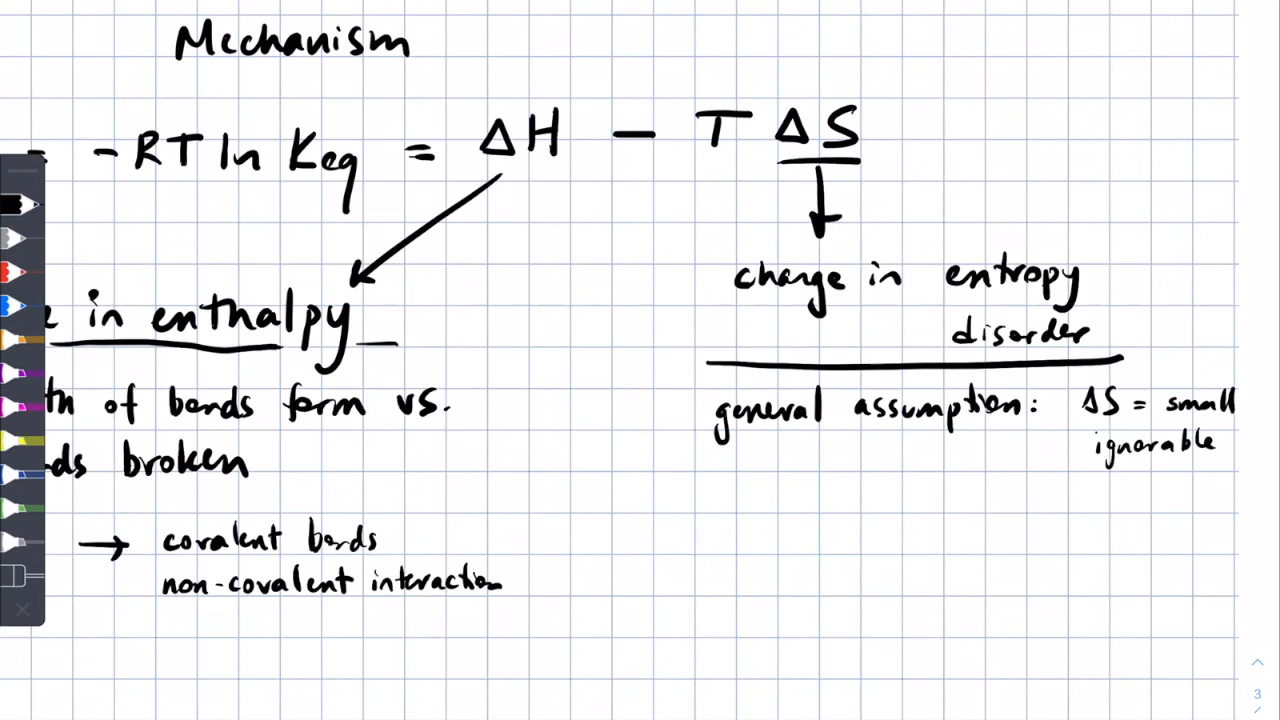 Mechanism
= -RT ln Keq = ΔH - T ΔS
in enthalpy
change in entropy
disorder
of bonds form vs.
broken
general assumption: ΔS = small
ignorable
→ covalent bonds
non-covalent interaction
3